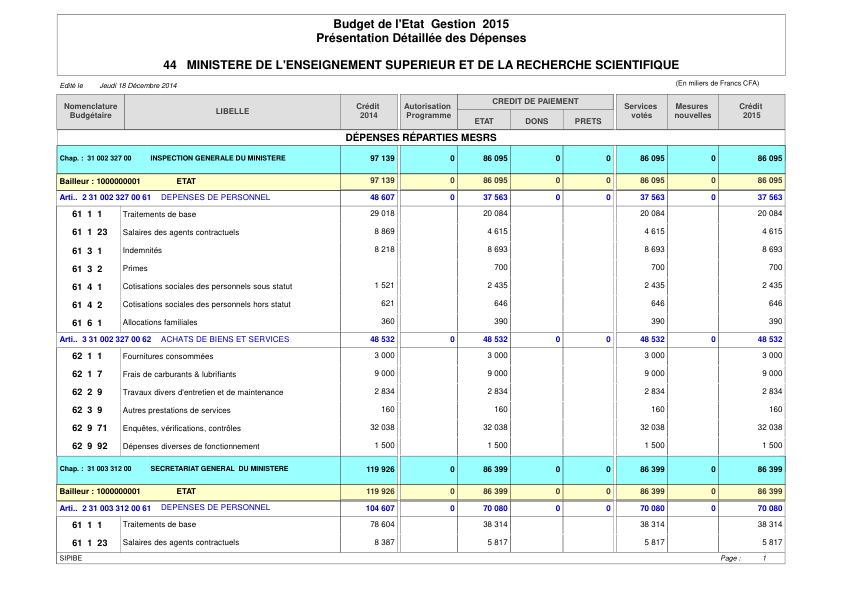 Budget de l'Etat  Gestion  2015
Présentation Détaillée des Dépenses
44   MINISTERE DE L'ENSEIGNEMENT SUPERIEUR ET DE LA RECHERCHE SCIENTIFIQUE
Edité le   Jeudi 18 Décembre 2014   (En miliers de Francs CFA)
Nomenclature Budgétaire   LIBELLE   Crédit 2014   Autorisation Programme   CREDIT DE PAIEMENT   ETAT   DONS   PRETS   Services votés   Mesures nouvelles   Crédit 2015
DÉPENSES RÉPARTIES MESRS
Chap. :  31 002 327 00   INSPECTION GENERALE DU MINISTERE   97 139   0   86 095   0   0   86 095   0   86 095
Bailleur : 1000000001   ETAT   97 139   0   86 095   0   0   86 095   0   86 095
Arti..  2 31 002 327 00 61   DEPENSES DE PERSONNEL   48 607   0   37 563   0   0   37 563   0   37 563
61  1  1   Traitements de base   29 018   20 084   20 084   20 084
61  1  23   Salaires des agents contractuels   8 869   4 615   4 615   4 615
61  3  1   Indemnités   8 218   8 693   8 693   8 693
61  3  2   Primes   700   700   700
61  4  1   Cotisations sociales des personnels sous statut   1 521   2 435   2 435   2 435
61  4  2   Cotisations sociales des personnels hors statut   621   646   646   646
61  6  1   Allocations familiales   360   390   390   390
Arti..  3 31 002 327 00 62   ACHATS DE BIENS ET SERVICES   48 532   0   48 532   0   0   48 532   0   48 532
62  1  1   Fournitures consommées   3 000   3 000   3 000   3 000
62  1  7   Frais de carburants & lubrifiants   9 000   9 000   9 000   9 000
62  2  9   Travaux divers d'entretien et de maintenance   2 834   2 834   2 834   2 834
62  3  9   Autres prestations de services   160   160   160   160
62  9  71   Enquêtes, vérifications, contrôles   32 038   32 038   32 038   32 038
62  9  92   Dépenses diverses de fonctionnement   1 500   1 500   1 500   1 500
Chap. :  31 003 312 00   SECRETARIAT GENERAL  DU MINISTERE   119 926   0   86 399   0   0   86 399   0   86 399
Bailleur : 1000000001   ETAT   119 926   0   86 399   0   0   86 399   0   86 399
Arti..  2 31 003 312 00 61   DEPENSES DE PERSONNEL   104 607   0   70 080   0   0   70 080   0   70 080
61  1  1   Traitements de base   78 604   38 314   38 314   38 314
61  1  23   Salaires des agents contractuels   8 387   5 817   5 817   5 817
SIPIBE   Page :   1